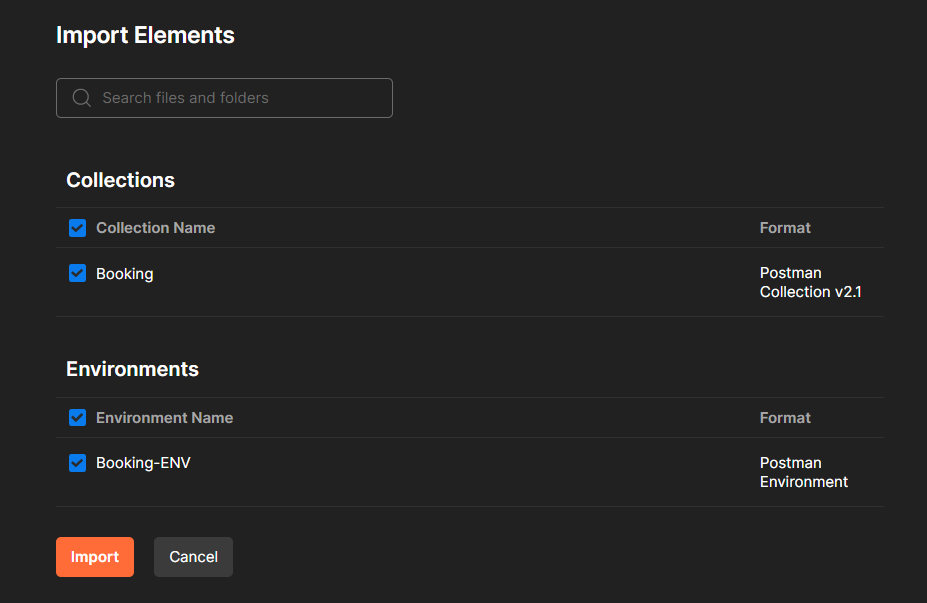 Import Elements
Search files and folders
Collections
Collection Name Format
Booking Postman
Collection v2.1
Environments
Environment Name Format
Booking-ENV Postman
Environment
Import Cancel